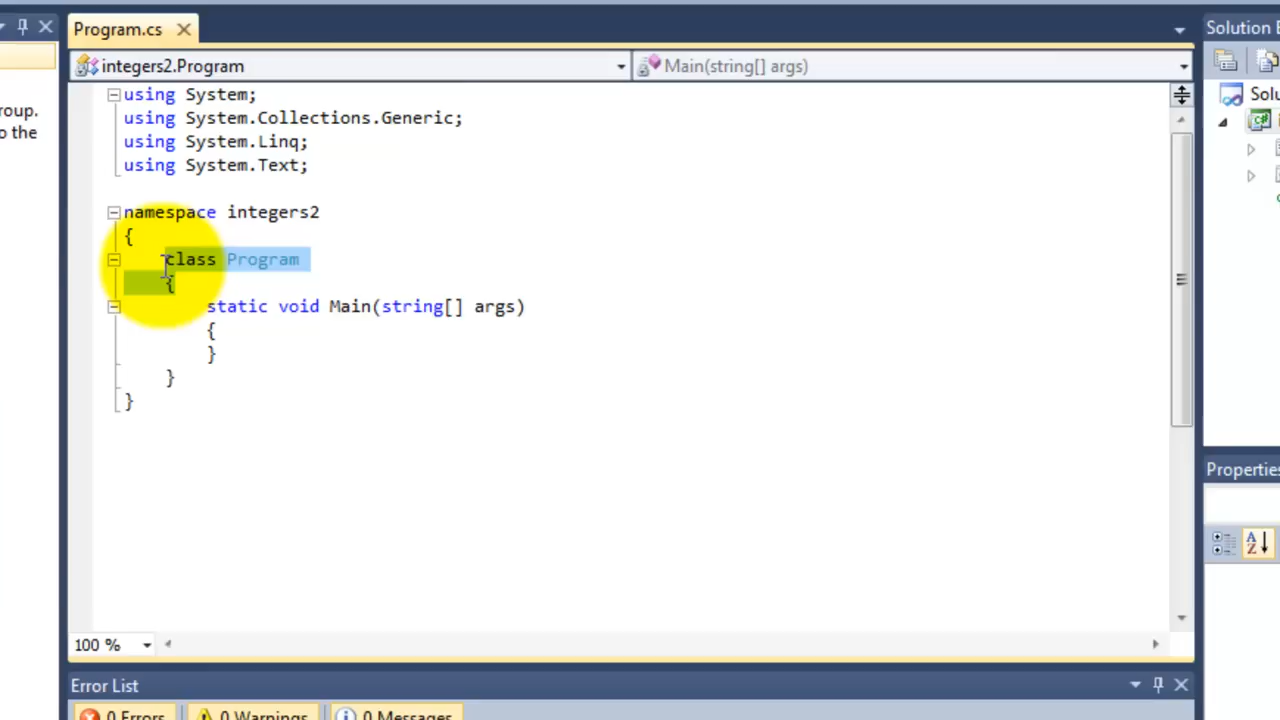 Program.cs
Solution E
integers2.Program
Main(string[] args)
using System;
using System.Collections.Generic;
using System.Linq;
using System.Text;
namespace integers2
{
class Program
{
static void Main(string[] args)
{
}
}
}
roup.
o the
Solu
Properties
100 %
Error List
0 Errors
0 Warnings
0 Messages